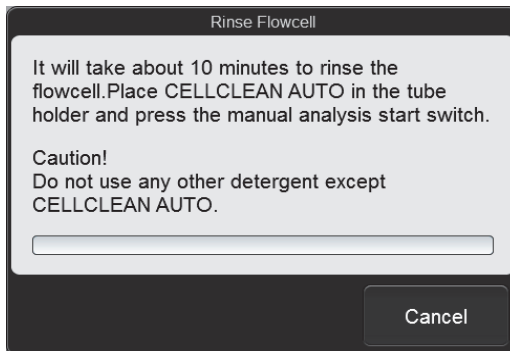 Rinse Flowcell
It will take about 10 minutes to rinse the
flowcell.Place CELLCLEAN AUTO in the tube
holder and press the manual analysis start switch.
Caution!
Do not use any other detergent except
CELLCLEAN AUTO.
Cancel